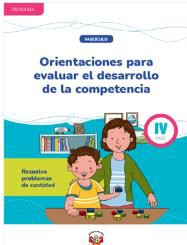 PRIMARIA
FASCÍCULO
Orientaciones para
evaluar el desarrollo
de la competencia
IV
CICLO
Resuelve
problemas
de cantidad